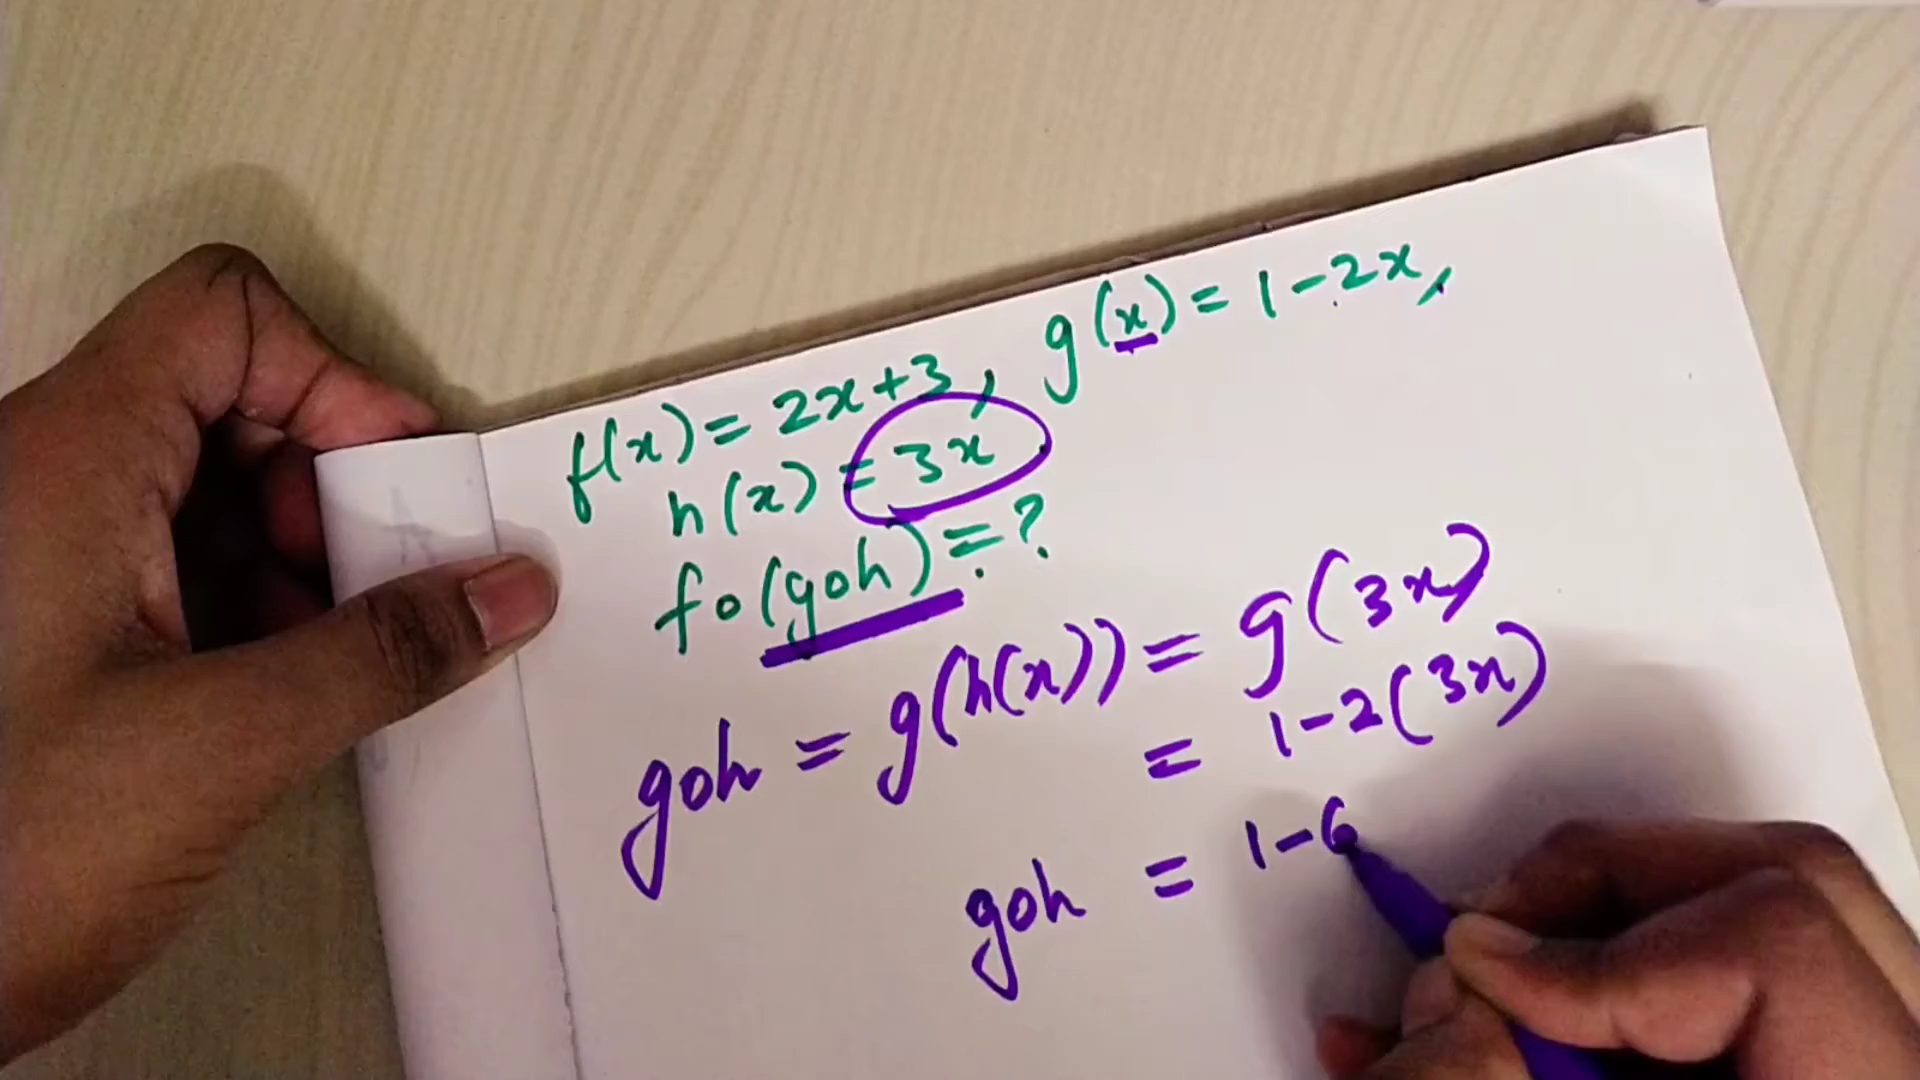 f(x) = 2x+3, g(x) = 1-2x,
h(x) = 3x
fo(goh) = ?
goh = g(h(x)) = g(3x)
= 1-2(3x)
goh = 1-6